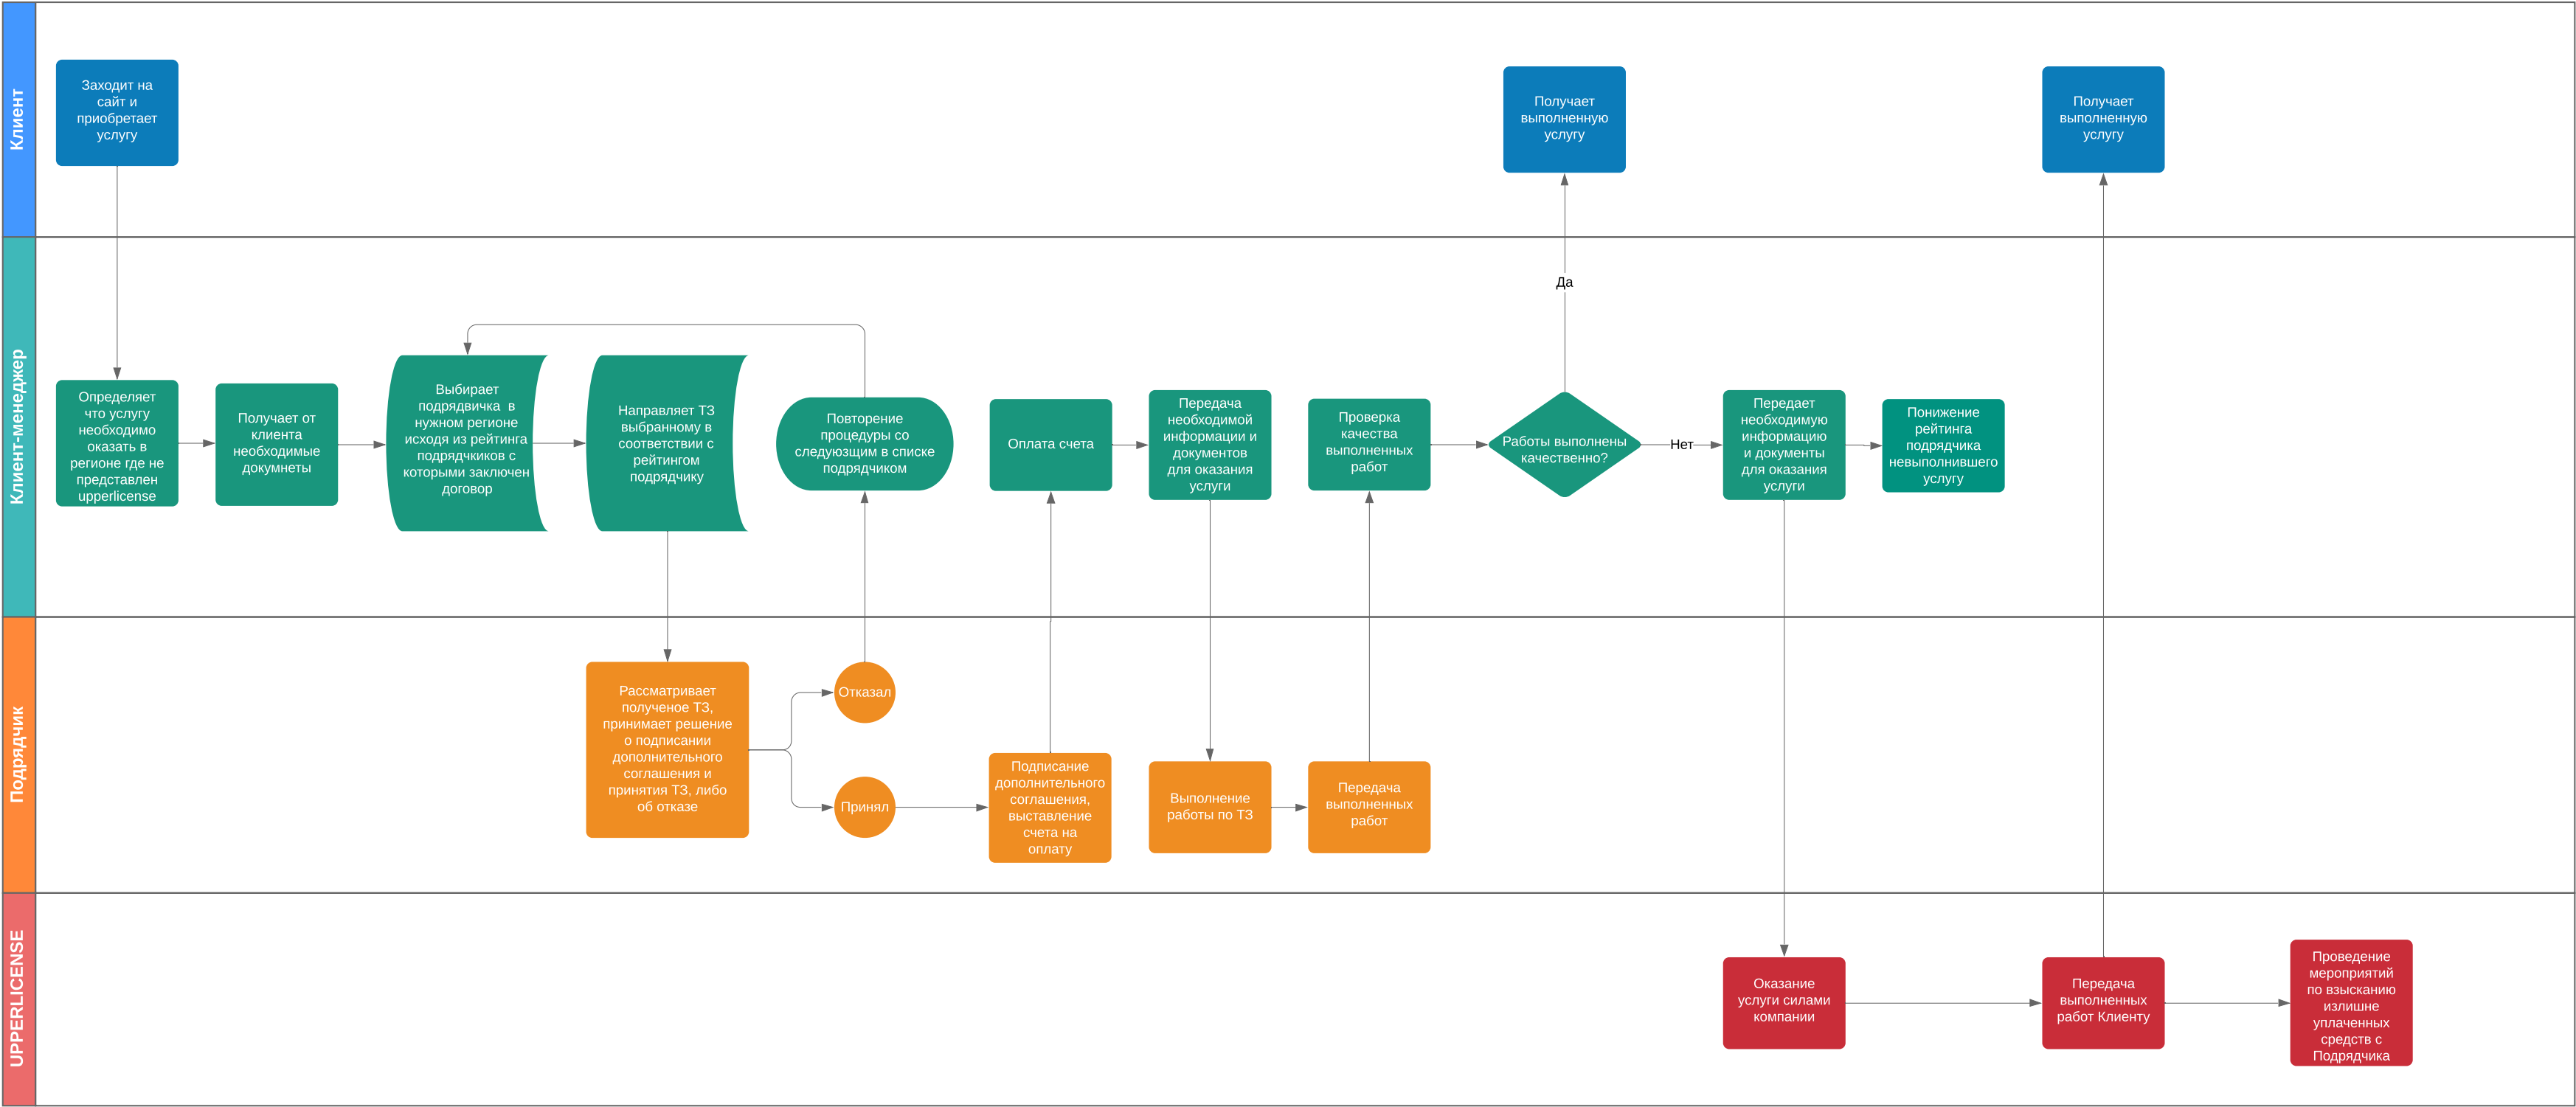 Клиент
Заходит на
сайт и
приобретает
услугу
Получает
выполненную
услугу
Получает
выполненную
услугу
Клиент-менеджер
Определяет
что услугу
необходимо
оказать в
регионе где не
представлен
upperlicense
Получает от
клиента
необходимые
докумнеты
Выбирает
подрядвичка  в
нужном регионе
исходя из рейтинга
подрядчкиков с
которыми заключен
договор
Направляет ТЗ
выбранному в
соответствии с
рейтингом
подрядчику
Повторение
процедуры со
следуюзщим в списке
подрядчиком
Оплата счета
Передача
необходимой
информации и
документов
для оказания
услуги
Проверка
качества
выполненных
работ
Да
Работы выполнены
качественно?
Нет
Передает
необходимую
информацию
и документы
для оказания
услуги
Понижение
рейтинга
подрядчика
невыполнившего
услугу
Подрядчик
Рассматривает
полученое ТЗ,
принимает решение
о подписании
дополнительного
соглашения и
принятия ТЗ, либо
об отказе
Отказал
Принял
Подписание
дополнительного
соглашения,
выставление
счета на
оплату
Выполнение
работы по ТЗ
Передача
выполненных
работ
UPPERLICENSE
Оказание
услуги силами
компании
Передача
выполненных
работ Клиенту
Проведение
мероприятий
по взысканию
излишне
уплаченных
средств с
Подрядчика